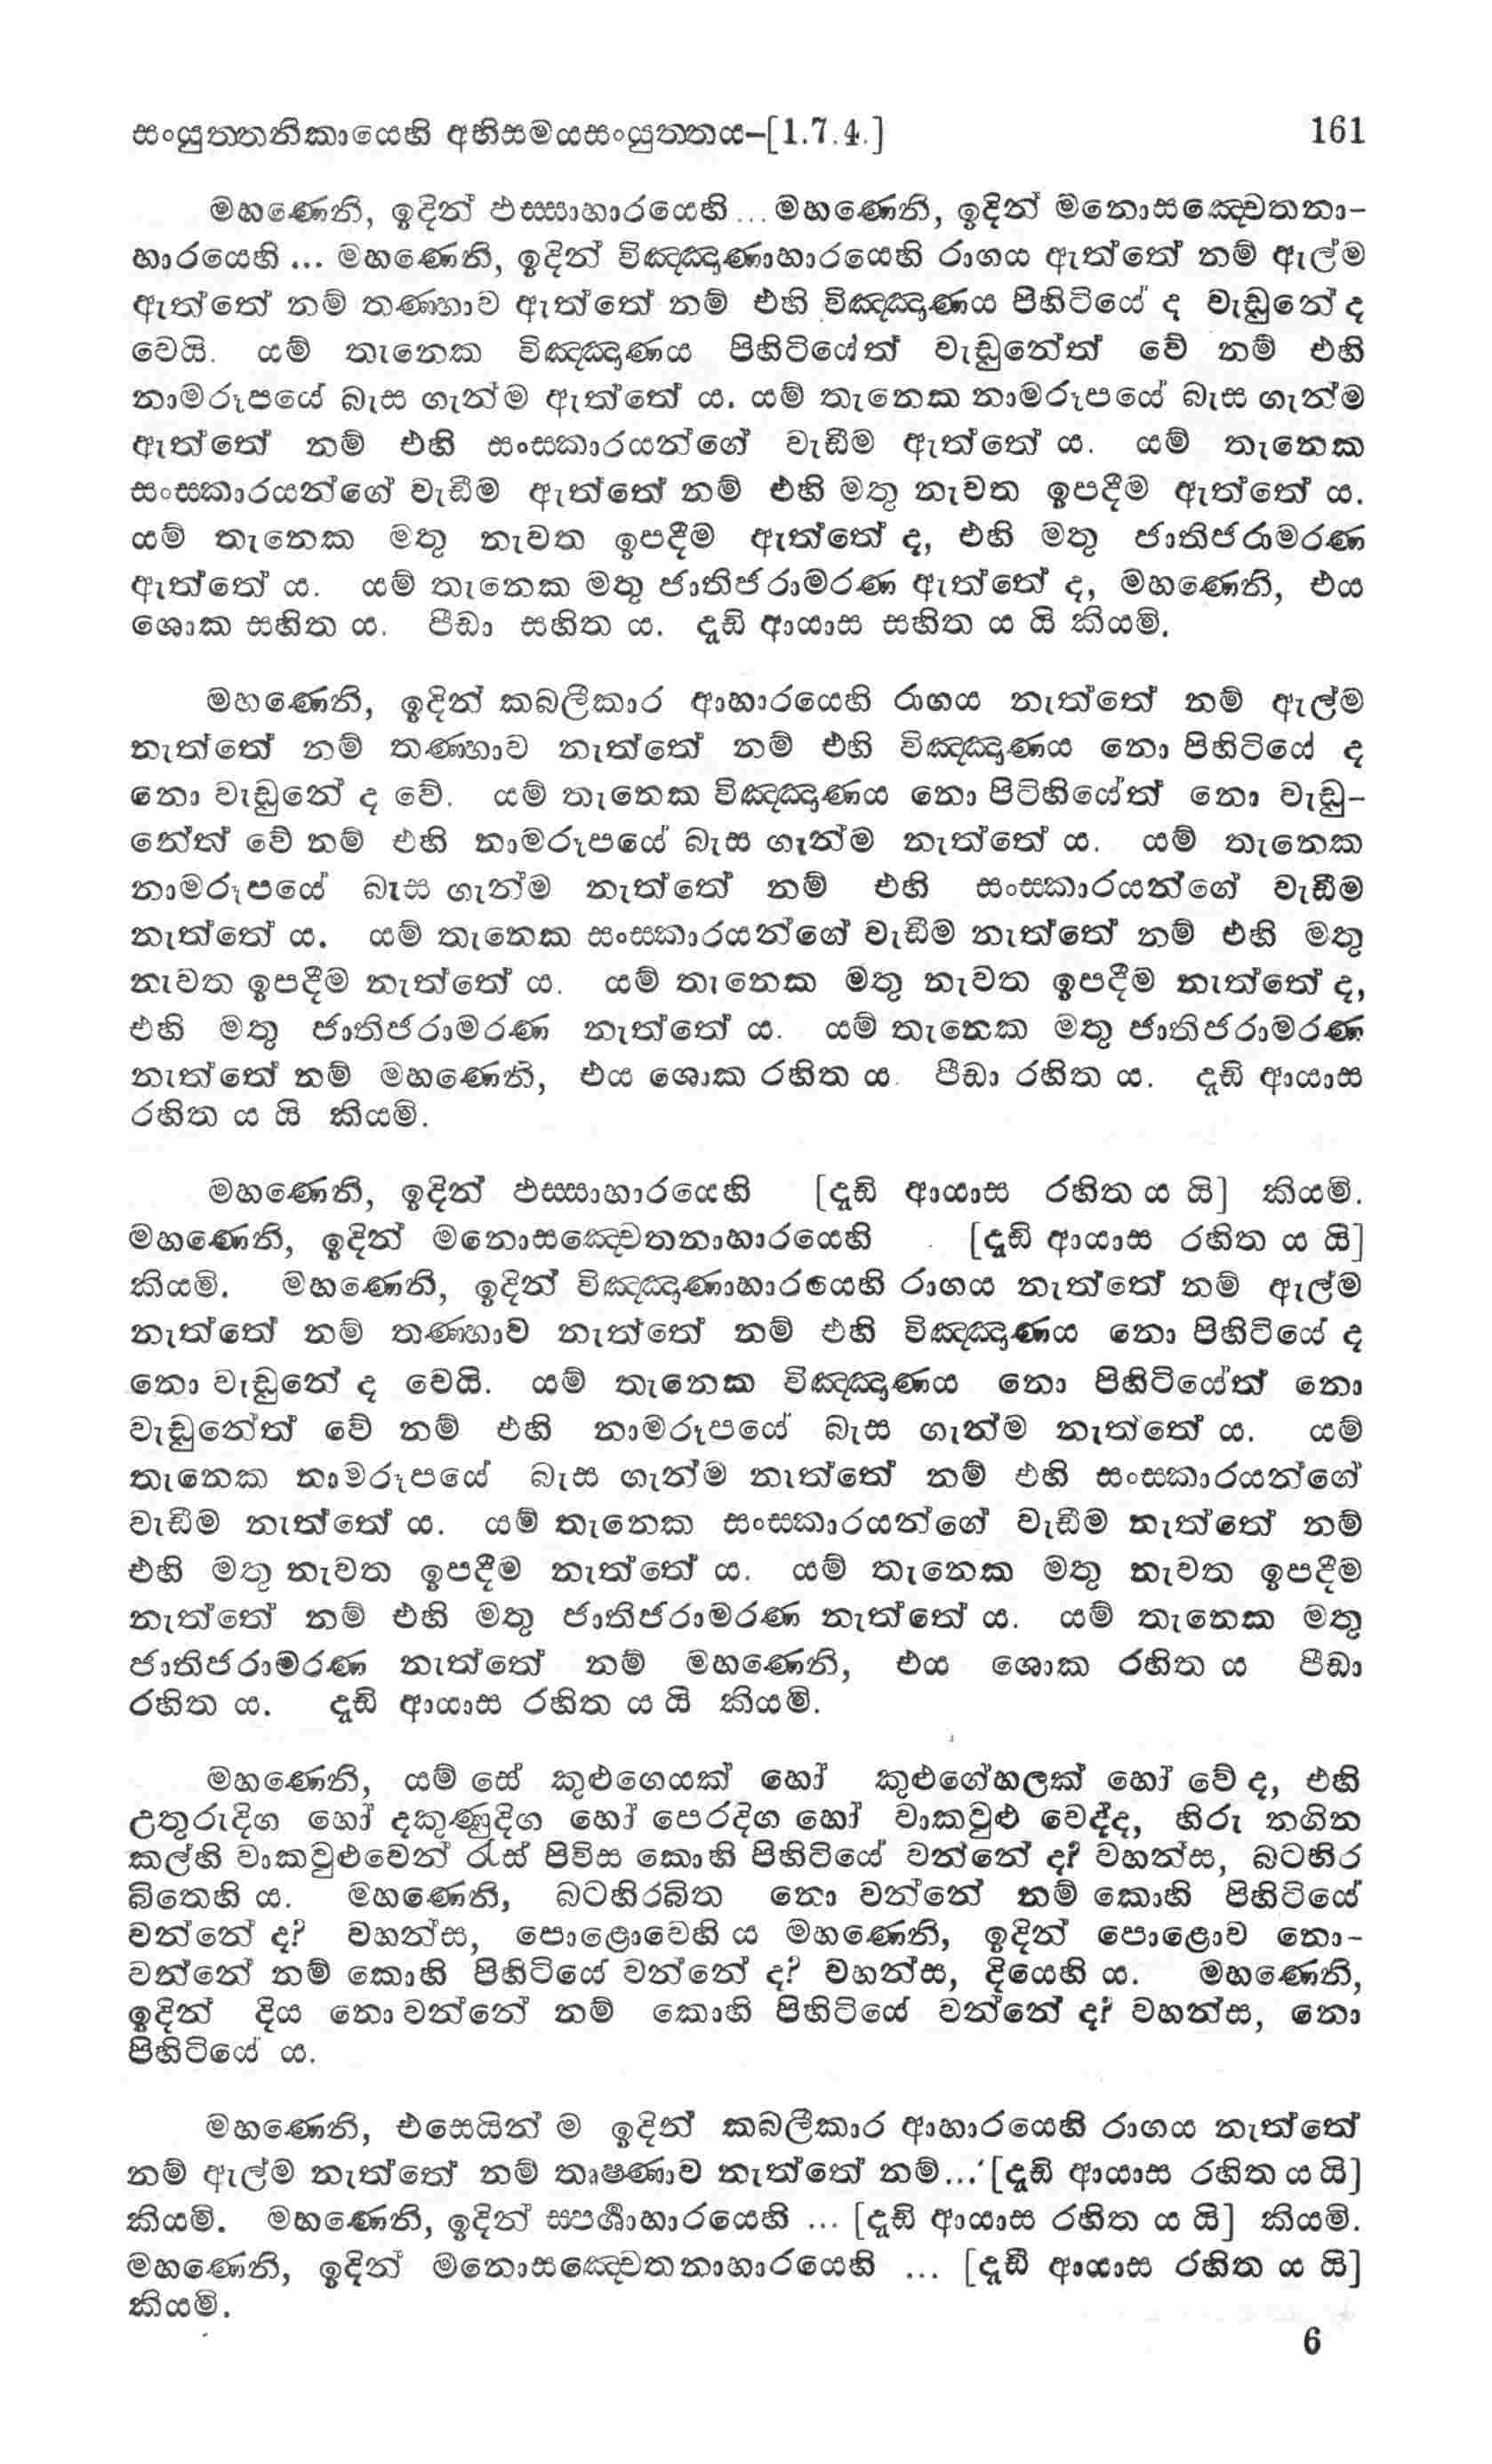 සංයුත්තනිකායෙහි අභිසමයසංයුත්තය–[1.7.4.] 161
මහණෙනි, ඉදින් ඵස්සාහාරයෙහි ... මහණෙනි, ඉදින් මනොසඤ්චෙතනා-
හාරයෙහි ... මහණෙනි, ඉදින් විඤ්ඤාණාහාරයෙහි රාගය ඇත්තේ නම් ඇල්ම
ඇත්තේ නම් තණ්හාව ඇත්තේ නම් එහි විඤ්ඤාණය පිහිටියේ ද වැඩුනේ ද
වෙයි. යම් තැනෙක විඤ්ඤාණය පිහිටියේත් වැඩුනේත් වේ නම් එහි
නාමරූපයේ බැස ගැන්ම ඇත්තේ ය. යම් තැනෙක නාමරූපයේ බැස ගැන්ම
ඇත්තේ නම් එහි සංස්කාරයන්ගේ වැඩීම ඇත්තේ ය. යම් තැනෙක
සංස්කාරයන්ගේ වැඩීම ඇත්තේ නම් එහි මතු නැවත ඉපදීම ඇත්තේ ය.
යම් තැනෙක මතු නැවත ඉපදීම ඇත්තේ ද, එහි මතු ජාතිජරාමරණ
ඇත්තේ ය. යම් තැනෙක මතු ජාතිජරාමරණ ඇත්තේ ද, මහණෙනි, එය
ශොක සහිත ය. පීඩා සහිත ය. දැඩි ආයාස සහිත ය යි කියමි.
මහණෙනි, ඉදින් කබලීකාර ආහාරයෙහි රාගය නැත්තේ නම් ඇල්ම
නැත්තේ නම් තණ්හාව නැත්තේ නම් එහි විඤ්ඤාණය නො පිහිටියේ ද
නො වැඩුනේ ද වේ. යම් තැනෙක විඤ්ඤාණය නො පිටිහියේත් නො වැඩු-
නේත් වේ නම් එහි නාමරූපයේ බැස ගැන්ම නැත්තේ ය. යම් තැනෙක
නාමරූපයේ බැස ගැන්ම නැත්තේ නම් එහි සංස්කාරයන්ගේ වැඩීම
නැත්තේ ය. යම් තැනෙක සංස්කාරයන්ගේ වැඩීම නැත්තේ නම් එහි මතු
නැවත ඉපදීම නැත්තේ ය. යම් තැනෙක මතු නැවත ඉපදීම නැත්තේ ද,
එහි මතු ජාතිජරාමරණ නැත්තේ ය. යම් තැනෙක මතු ජාතිජරාමරණ
නැත්තේ නම් මහණෙනි, එය ශොක රහිත ය. පීඩා රහිත ය. දැඩි ආයාස
රහිත ය යි කියමි.
මහණෙනි, ඉදින් ඵස්සාහාරයෙහි [දැඩි ආයාස රහිත ය යි] කියමි.
මහණෙනි, ඉදින් මනොසඤ්චෙතනාහාරයෙහි [දැඩි ආයාස රහිත ය යි]
කියමි. මහණෙනි, ඉදින් විඤ්ඤාණාහාරයෙහි රාගය නැත්තේ නම් ඇල්ම
නැත්තේ නම් තණ්හාව නැත්තේ නම් එහි විඤ්ඤාණය නො පිහිටියේ ද
නො වැඩුනේ ද වෙයි. යම් තැනෙක විඤ්ඤාණය නො පිහිටියේත් නො
වැඩුනේත් වේ නම් එහි නාමරූපයේ බැස ගැන්ම නැත්තේ ය. යම්
තැනෙක නාමරූපයේ බැස ගැන්ම නැත්තේ නම් එහි සංස්කාරයන්ගේ
වැඩීම නැත්තේ ය. යම් තැනෙක සංස්කාරයන්ගේ වැඩීම නැත්තේ නම්
එහි මතු නැවත ඉපදීම නැත්තේ ය. යම් තැනෙක මතු නැවත ඉපදීම
නැත්තේ නම් එහි මතු ජාතිජරාමරණ නැත්තේ ය. යම් තැනෙක මතු
ජාතිජරාමරණ නැත්තේ නම් මහණෙනි, එය ශොක රහිත ය පීඩා
රහිත ය. දැඩි ආයාස රහිත ය යි කියමි.
මහණෙනි, යම් සේ කුළුගෙයක් හෝ කුළුගේහලක් හෝ වේ ද, එහි
උතුරුදිග හෝ දකුණුදිග හෝ පෙරදිග හෝ වාකවුළු වෙද්ද, හිරු නගින
කල්හි වාකවුළුවෙන් රැස් පිවිස කොහි පිහිටියේ වන්නේ ද? වහන්ස, බටහිර
බිතෙහි ය. මහණෙනි, බටහිරබිත නො වන්නේ නම් කොහි පිහිටියේ
වන්නේ ද? වහන්ස, පොළොවෙහි ය මහණෙනි, ඉදින් පොළොව නො-
වන්නේ නම් කොහි පිහිටියේ වන්නේ ද? වහන්ස, දියෙහි ය. මහණෙනි,
ඉදින් දිය නො වන්නේ නම් කොහි පිහිටියේ වන්නේ ද? වහන්ස, නො
පිහිටියේ ය.
මහණෙනි, එසෙයින් ම ඉදින් කබලීකාර ආහාරයෙහි රාගය නැත්තේ
නම් ඇල්ම නැත්තේ නම් තෘෂ්ණාව නැත්තේ නම්... [දැඩි ආයාස රහිත ය යි]
කියමි. මහණෙනි, ඉදින් ස්පර්ශාහාරයෙහි ... [දැඩි ආයාස රහිත ය යි] කියමි.
මහණෙනි, ඉදින් මනොසඤ්චෙතනාහාරයෙහි ... [දැඩි ආයාස රහිත ය යි]
කියමි.
6